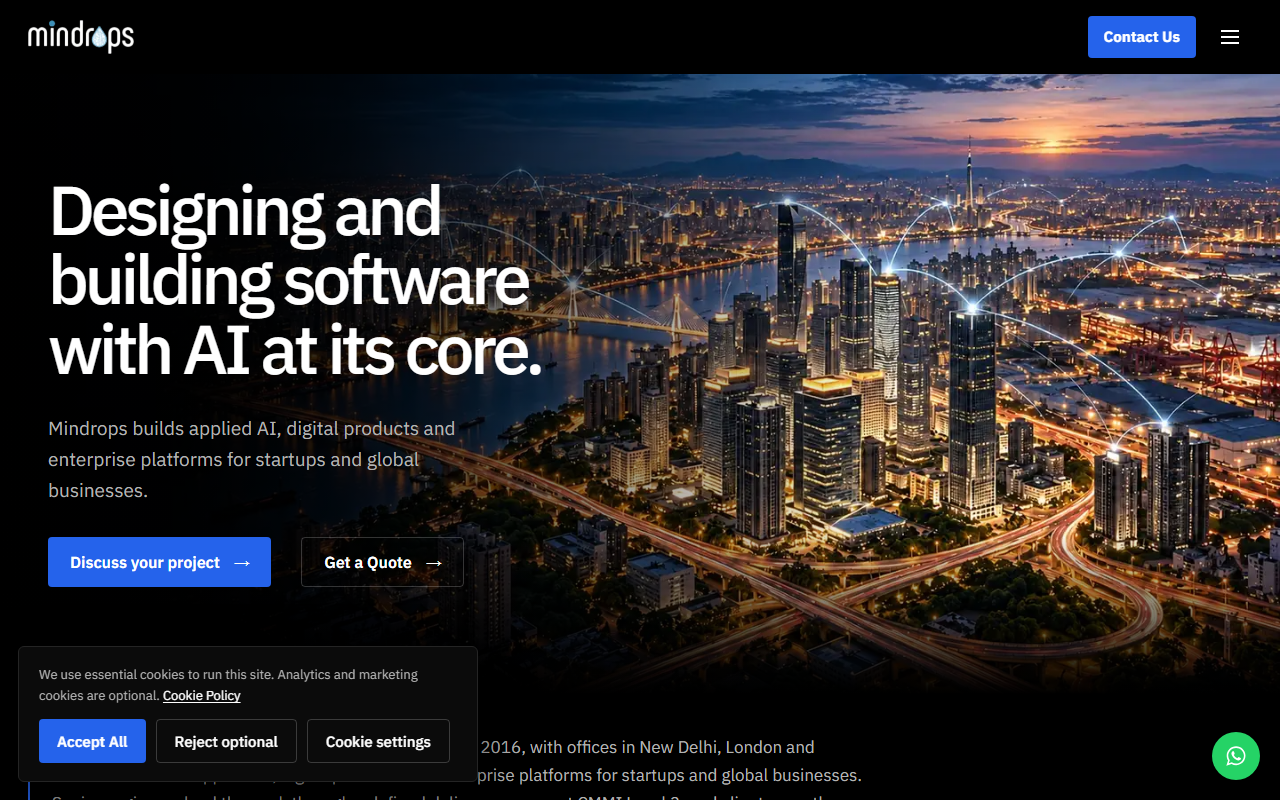 mindrops
Contact Us
Designing and
building software
with AI at its core.
Mindrops builds applied AI, digital products and
enterprise platforms for startups and global
businesses.
Discuss your project →
Get a Quote →
We use essential cookies to run this site. Analytics and marketing
cookies are optional. Cookie Policy
Accept All
Reject optional
Cookie settings
2016, with offices in New Delhi, London and
prise platforms for startups and global businesses.